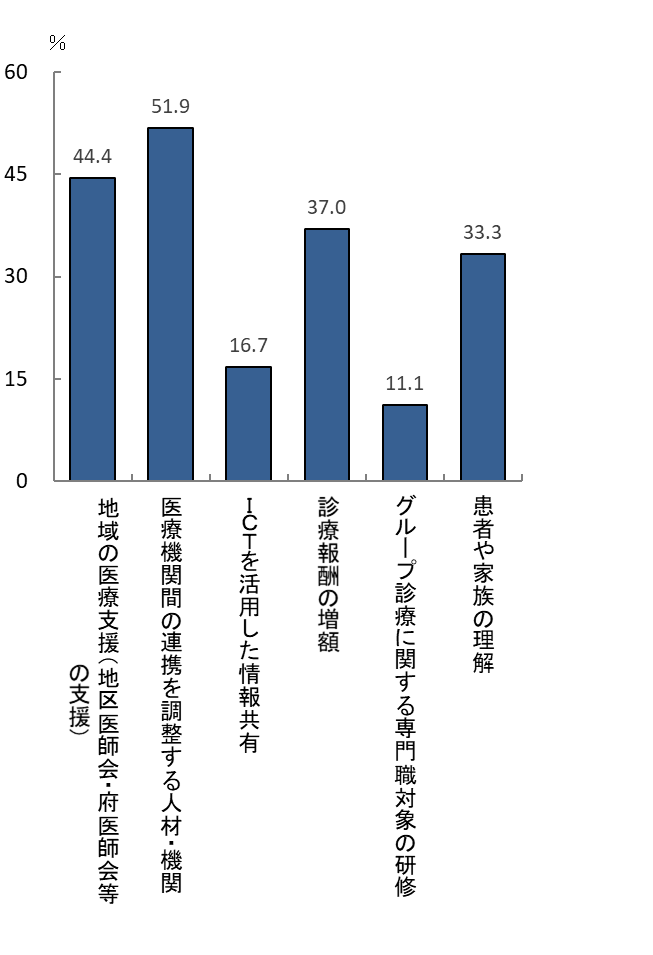 %
60
45
30
15
0
44.4
51.9
16.7
37.0
11.1
33.3
地域の医療支援（地区医師会・府医師会等
の支援）
医療機関間の連携を調整する人材・機関
ＩＣＴを活用した情報共有
診療報酬の増額
グループ診療に関する専門職対象の研修
患者や家族の理解